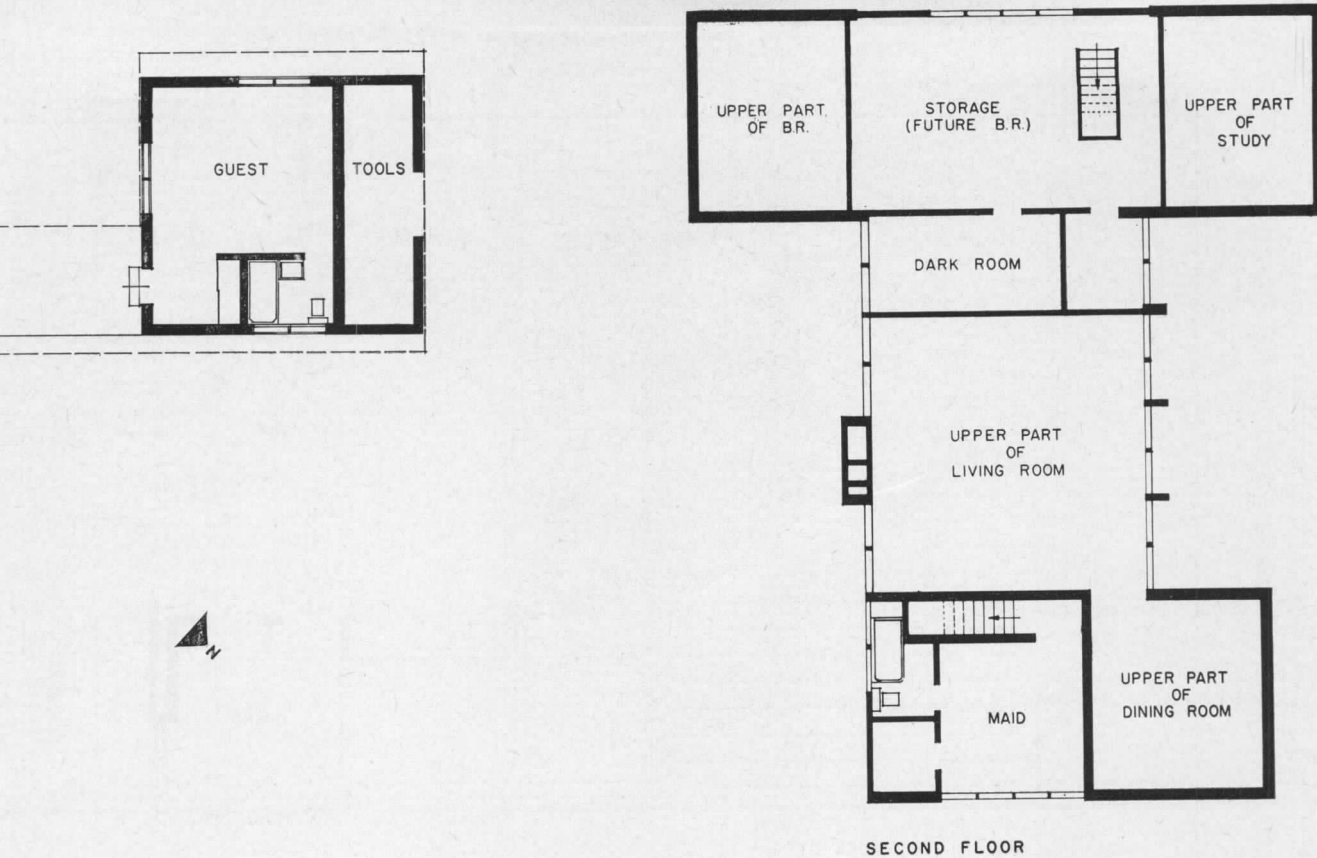 GUEST
TOOLS
N
UPPER PART
OF B.R.
STORAGE
(FUTURE B.R.)
UPPER PART
OF
STUDY
DARK ROOM
UPPER PART
OF
LIVING ROOM
MAID
UPPER PART
OF
DINING ROOM
SECOND FLOOR